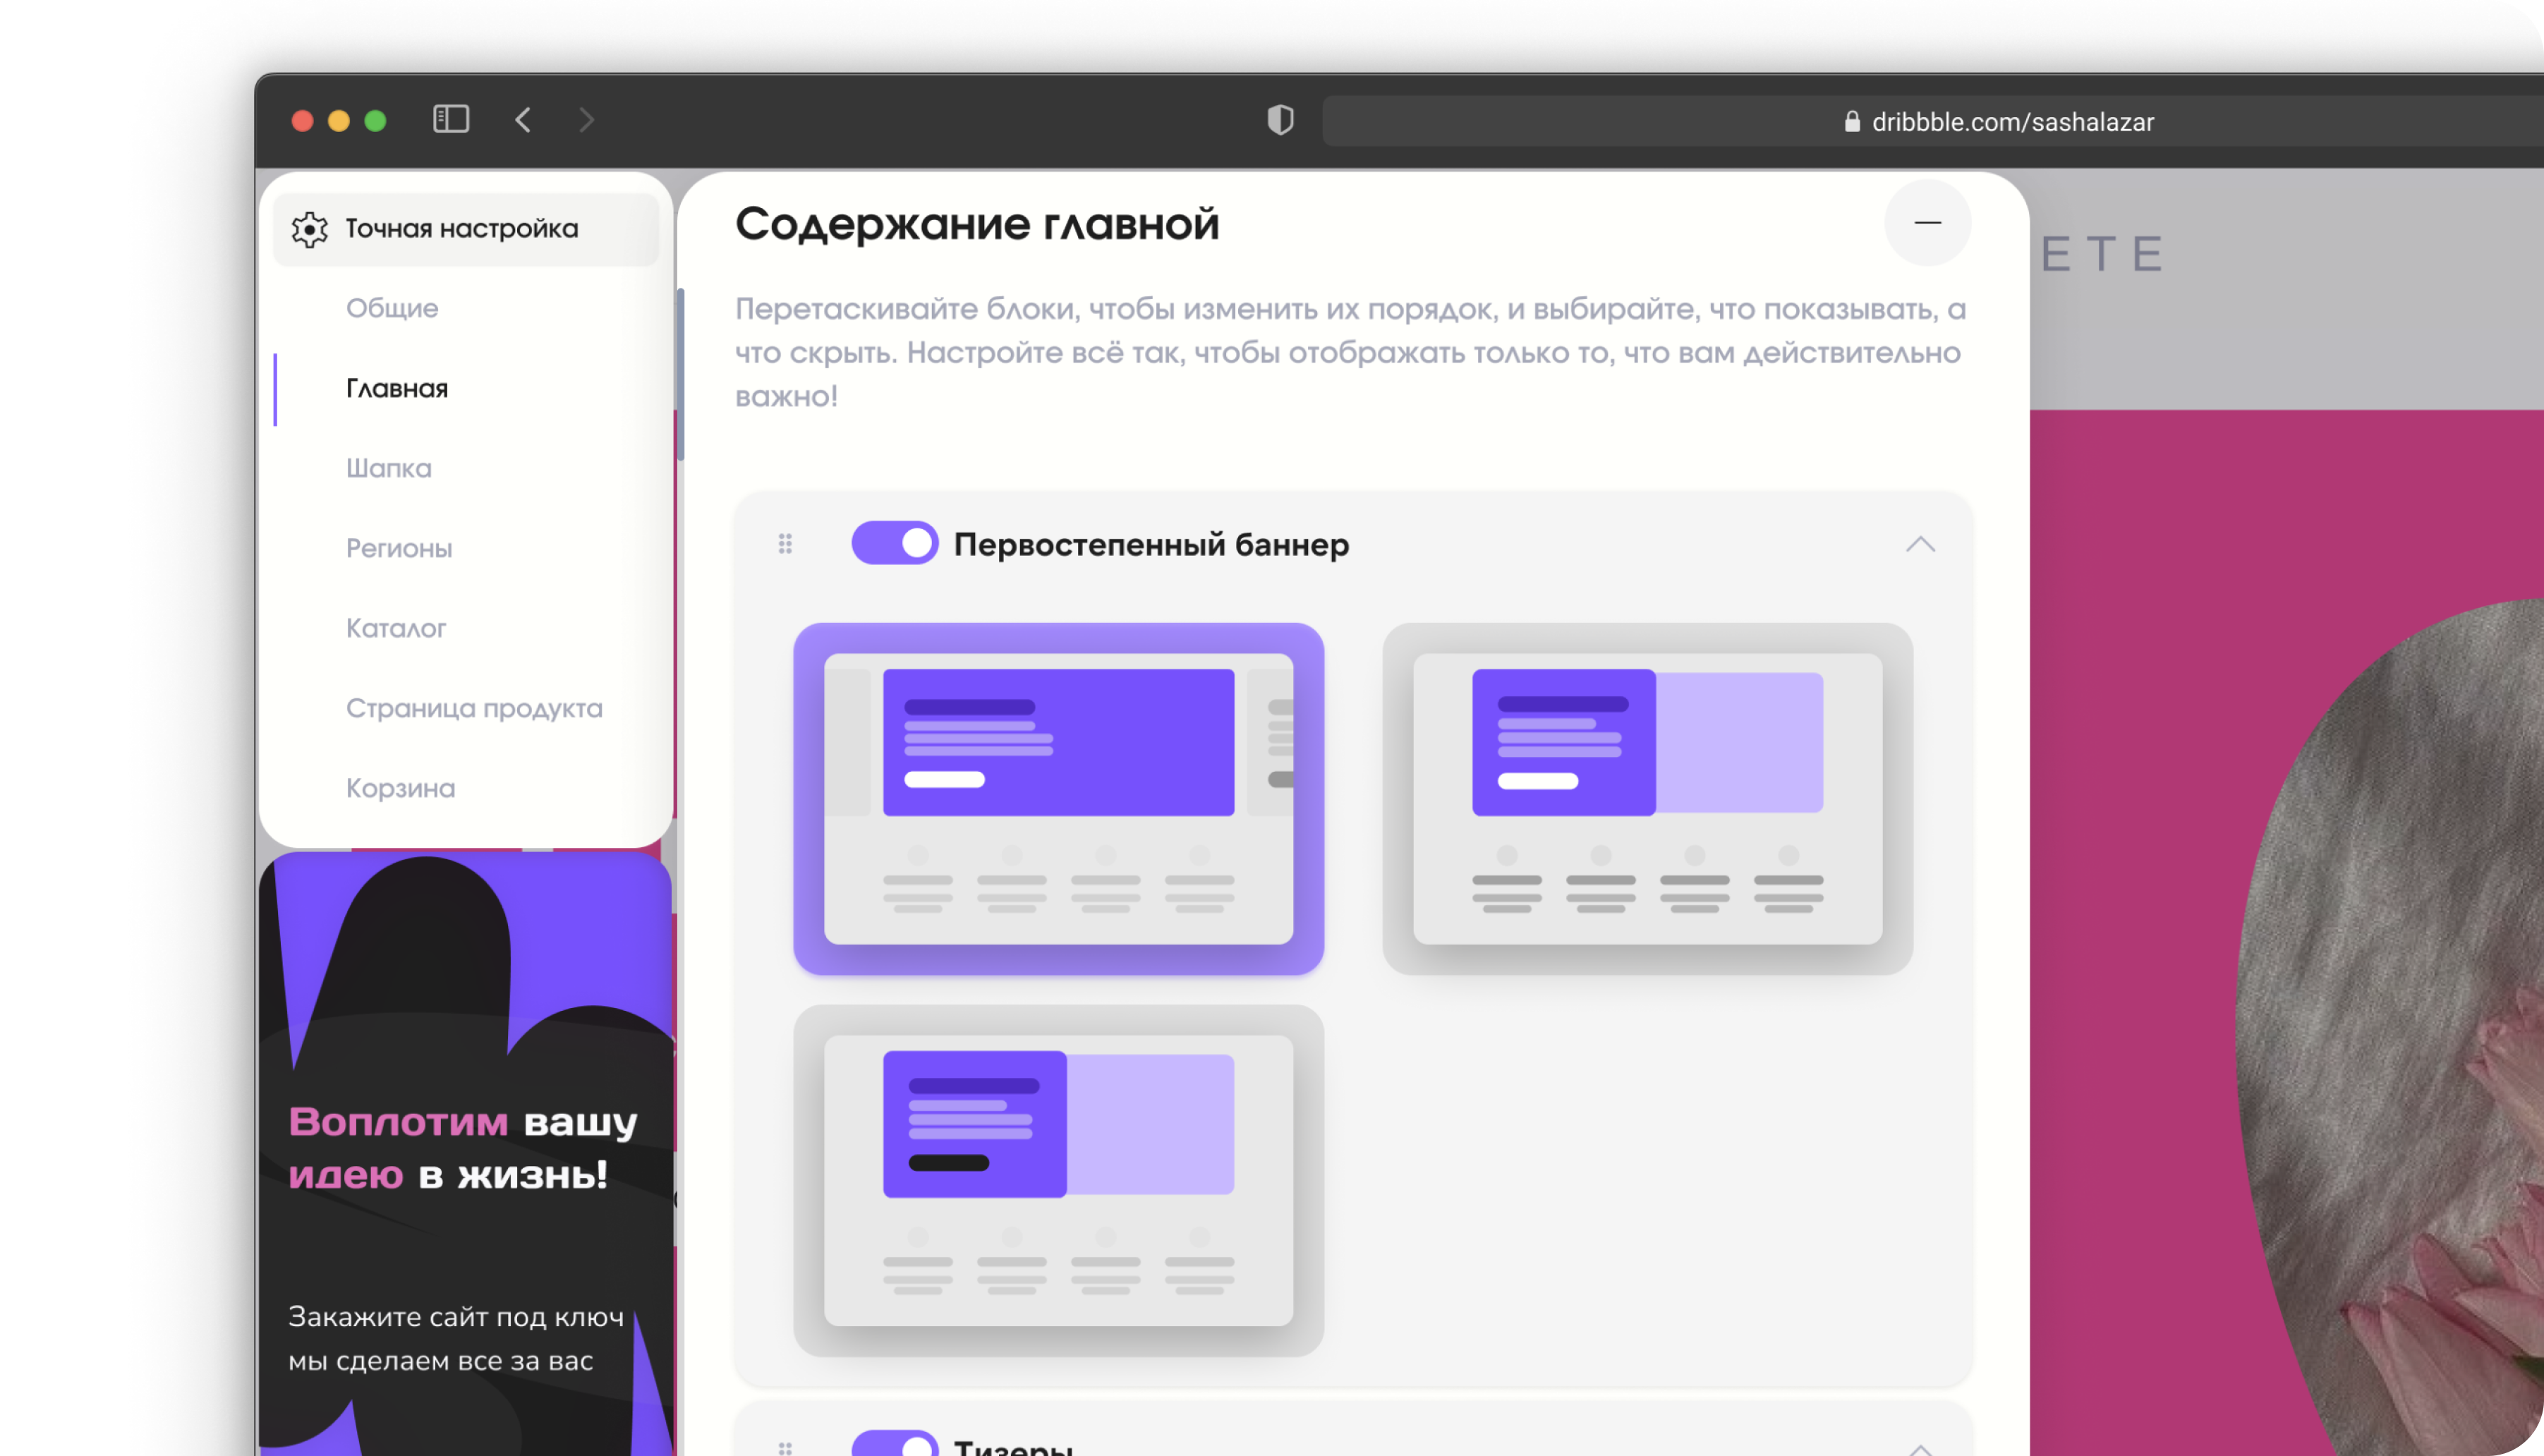 dribbble.com/sashalazar
Точная настройка
Общие
Главная
Шапка
Регионы
Каталог
Страница продукта
Корзина
Воплотим вашу
идею в жизнь!
Закажите сайт под ключ
мы сделаем все за вас
Содержание главной
Перетаскивайте блоки, чтобы изменить их порядок, и выбирайте, что показывать, а
что скрыть. Настройте всё так, чтобы отображать только то, что вам действительно
важно!
Первостепенный баннер
Тизеры
ETE